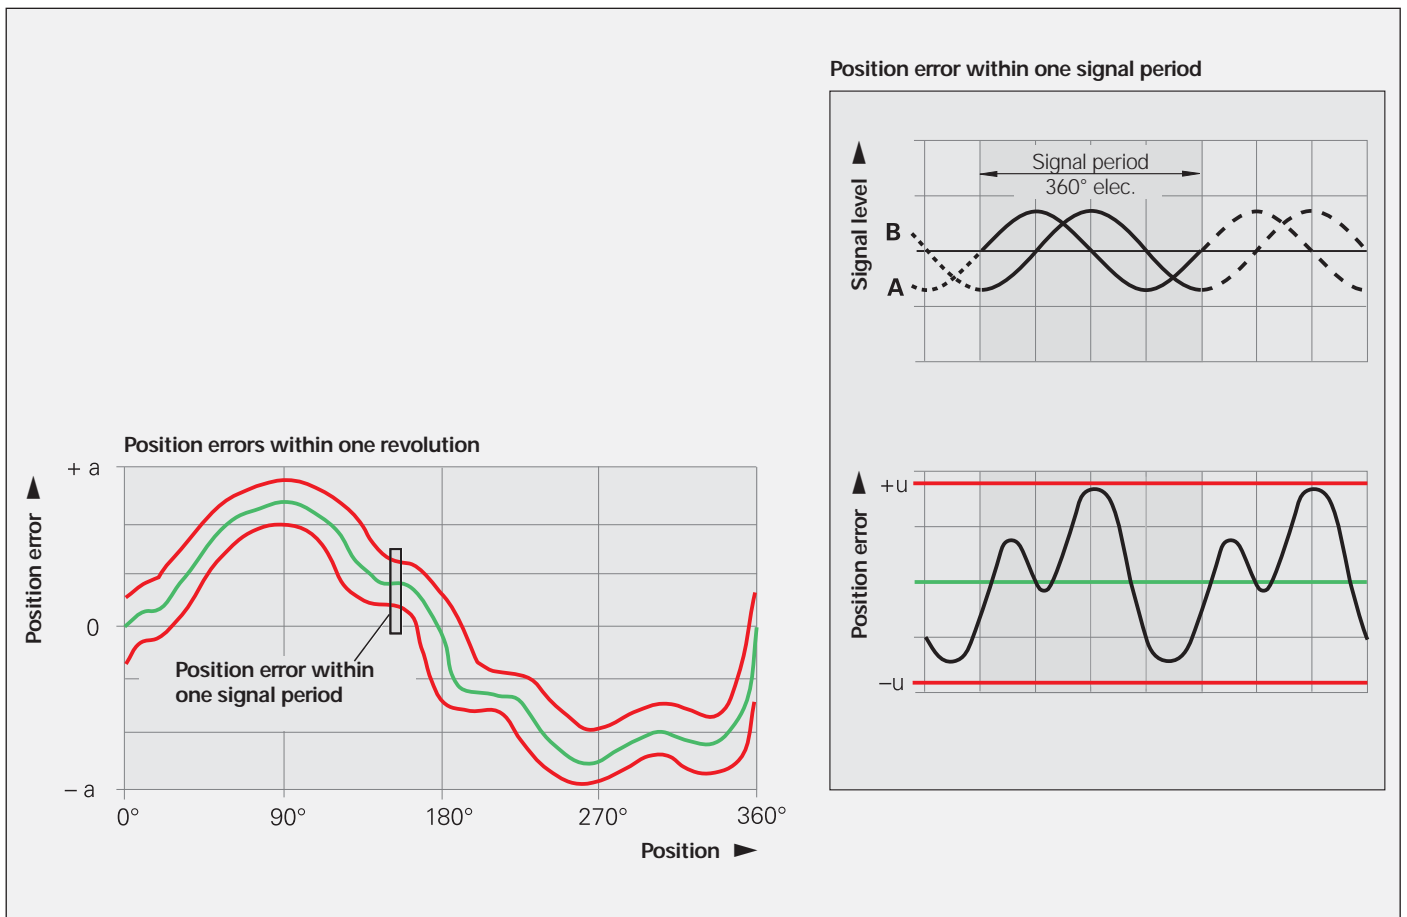 Position error within one signal period
Signal level
Signal period
360° elec.
B
A
Position error
+u
–u
Position errors within one revolution
Position error
+ a
0
– a
Position error within
one signal period
0° 90° 180° 270° 360°
Position